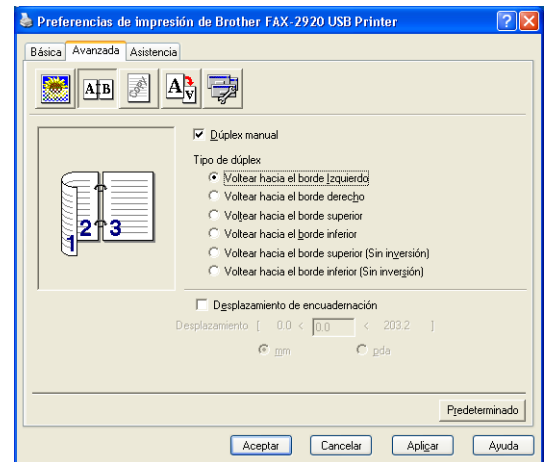 Preferencias de impresión de Brother FAX-2920 USB Printer
Básica Avanzada Asistencia
A B
A A
Dúplex manual
Tipo de dúplex
Voltear hacia el borde Izquierdo
Voltear hacia el borde derecho
Voltear hacia el borde superior
Voltear hacia el borde inferior
Voltear hacia el borde superior (Sin inversión)
Voltear hacia el borde inferior (Sin inversión)
1 2 3
Desplazamiento de encuadernación
Desplazamiento [ 0.0 < 0.0 < 203.2 ]
mm pda
Predeterminado
Aceptar Cancelar Aplicar Ayuda